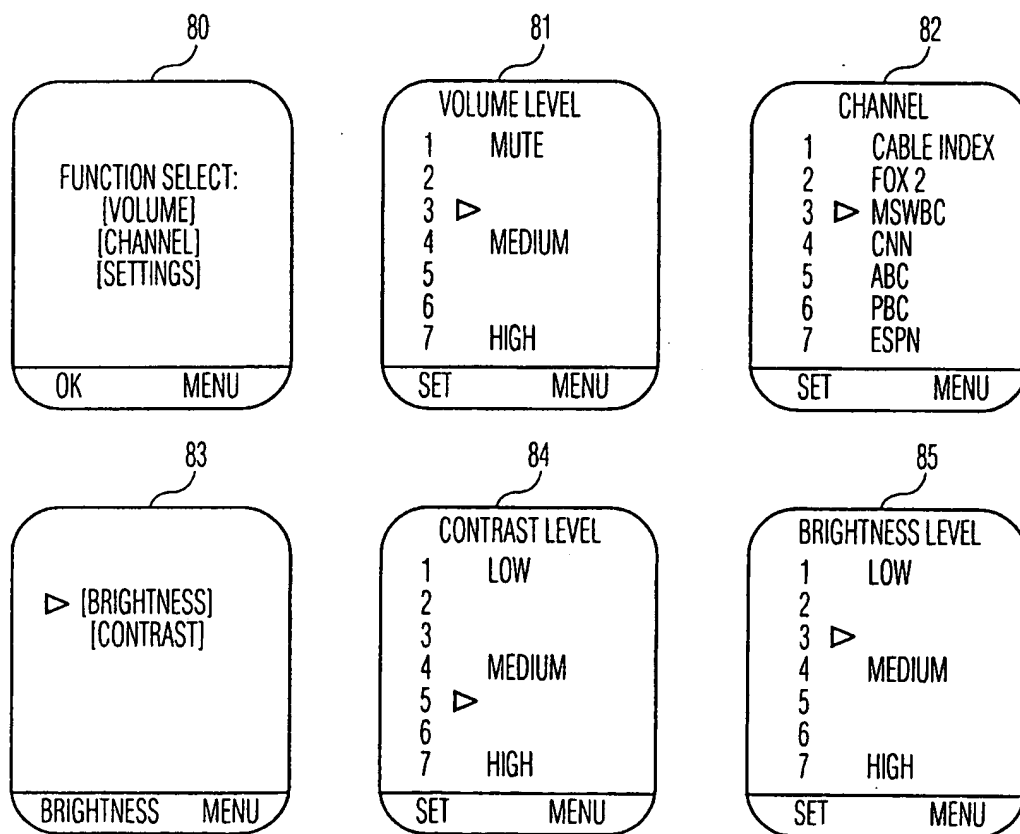 80
FUNCTION SELECT:
[VOLUME]
[CHANNEL]
[SETTINGS]
OK MENU
81
VOLUME LEVEL
1 MUTE
2
3
4 MEDIUM
5
6
7 HIGH
SET MENU
82
CHANNEL
1 CABLE INDEX
2 FOX 2
3 MSWBC
4 CNN
5 ABC
6 PBC
7 ESPN
SET MENU
83
[BRIGHTNESS]
[CONTRAST]
BRIGHTNESS MENU
84
CONTRAST LEVEL
1 LOW
2
3
4 MEDIUM
5
6
7 HIGH
SET MENU
85
BRIGHTNESS LEVEL
1 LOW
2
3
4 MEDIUM
5
6
7 HIGH
SET MENU